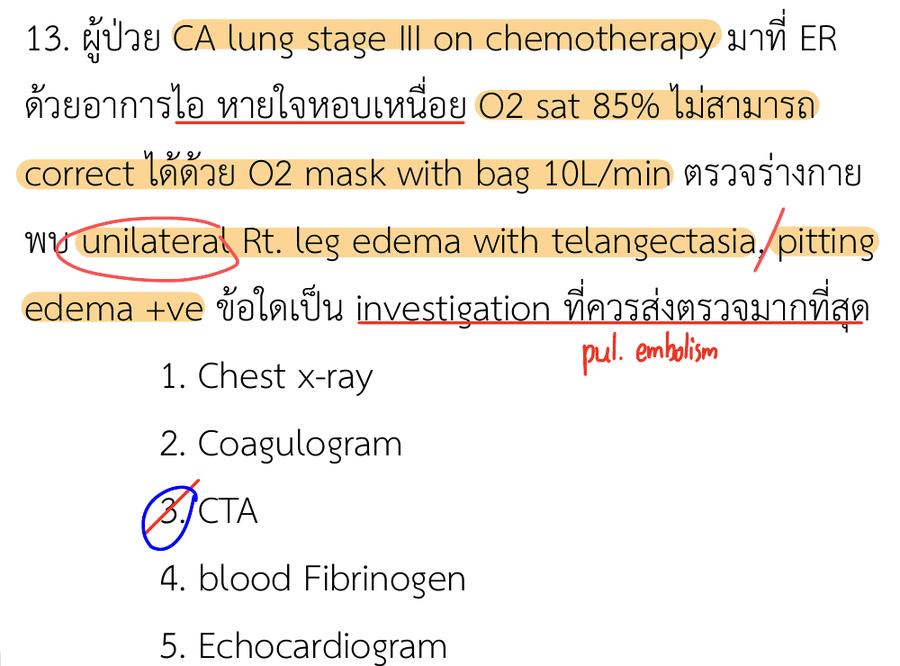 13. ผู้ป่วย CA lung stage III on chemotherapy มาที่ ER
ด้วยอาการไอ หายใจหอบเหนื่อย O2 sat 85% ไม่สามารถ
correct ได้ด้วย O2 mask with bag 10L/min ตรวจร่างกาย
พบ unilateral Rt. leg edema with telangectasia, pitting
edema +ve ข้อใดเป็น investigation ที่ควรส่งตรวจมากที่สุด
pul. embolism
1. Chest x-ray
2. Coagulogram
3. CTA
4. blood Fibrinogen
5. Echocardiogram